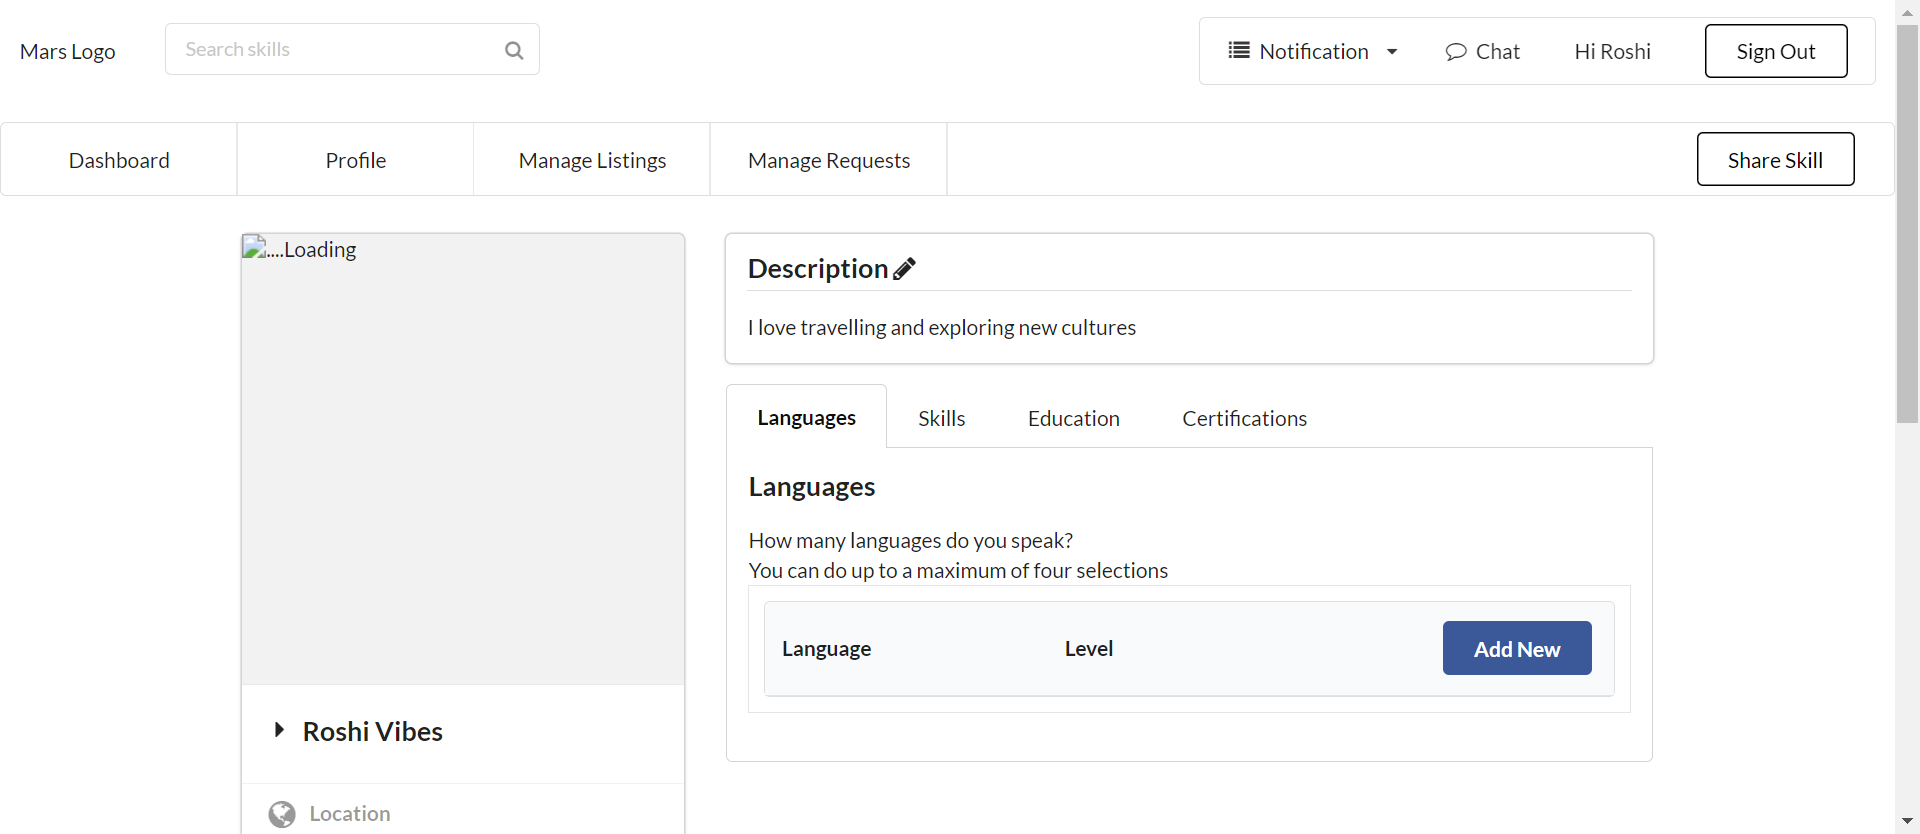 Mars Logo
Search skills
Notification
Chat
Hi Roshi
Sign Out
Dashboard
Profile
Manage Listings
Manage Requests
Share Skill
....Loading
Roshi Vibes
Location
Description
I love travelling and exploring new cultures
Languages
Skills
Education
Certifications
Languages
How many languages do you speak?
You can do up to a maximum of four selections
Language
Level
Add New